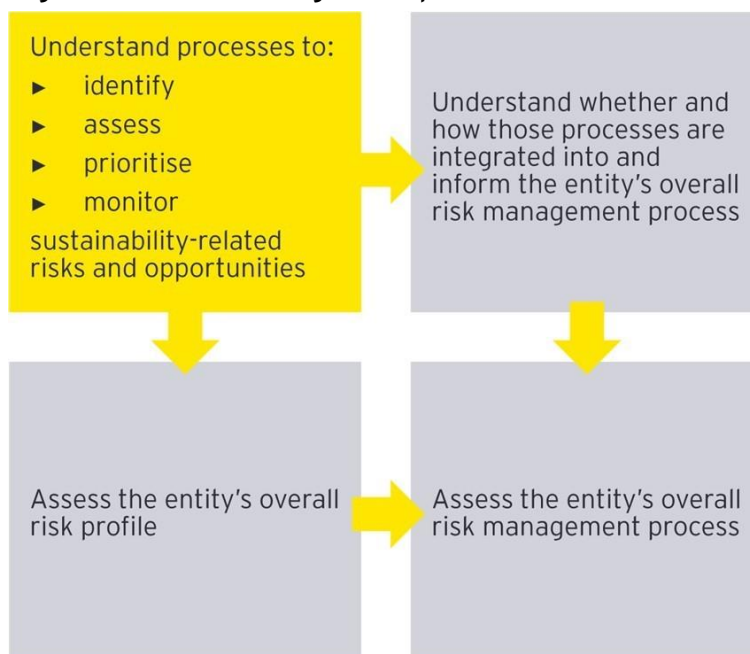 Understand processes to:
► identify
► assess
► prioritise
► monitor
sustainability-related
risks and opportunities
Understand whether and
how those processes are
integrated into and
inform the entity's overall
risk management process
Assess the entity's overall
risk profile
Assess the entity's overall
risk management process